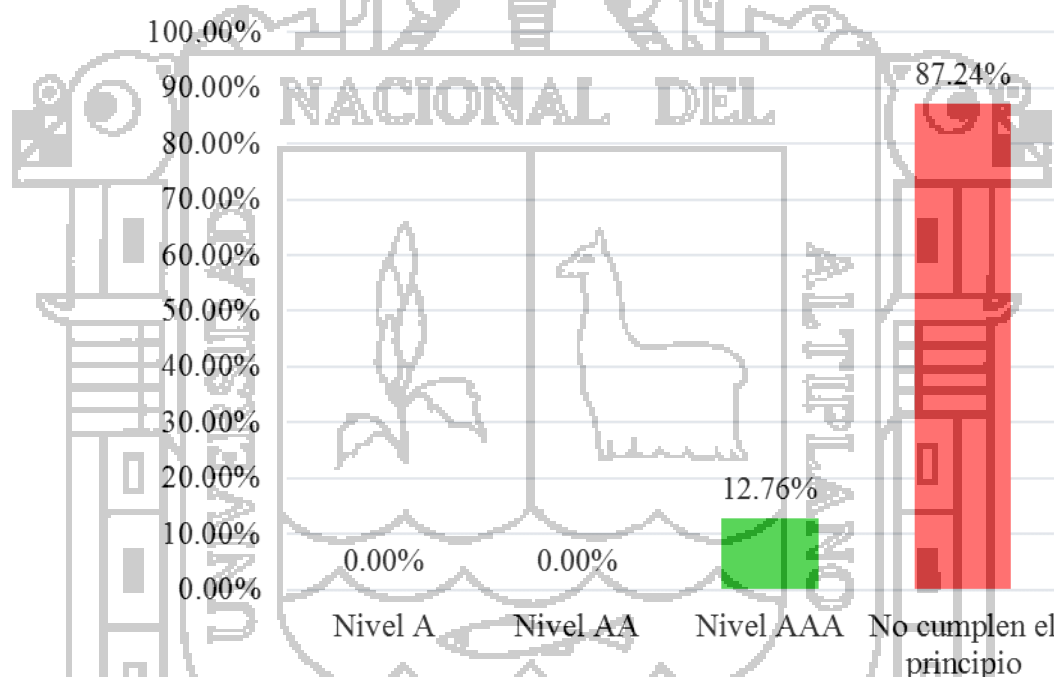 100.00%
90.00%
80.00%
70.00%
60.00%
50.00%
40.00%
30.00%
20.00%
10.00%
0.00%
0.00%
0.00%
12.76%
87.24%
Nivel A
Nivel AA
Nivel AAA
No cumplen el
principio
UNIVERSIDAD
NACIONAL DEL
ALTIPLANO